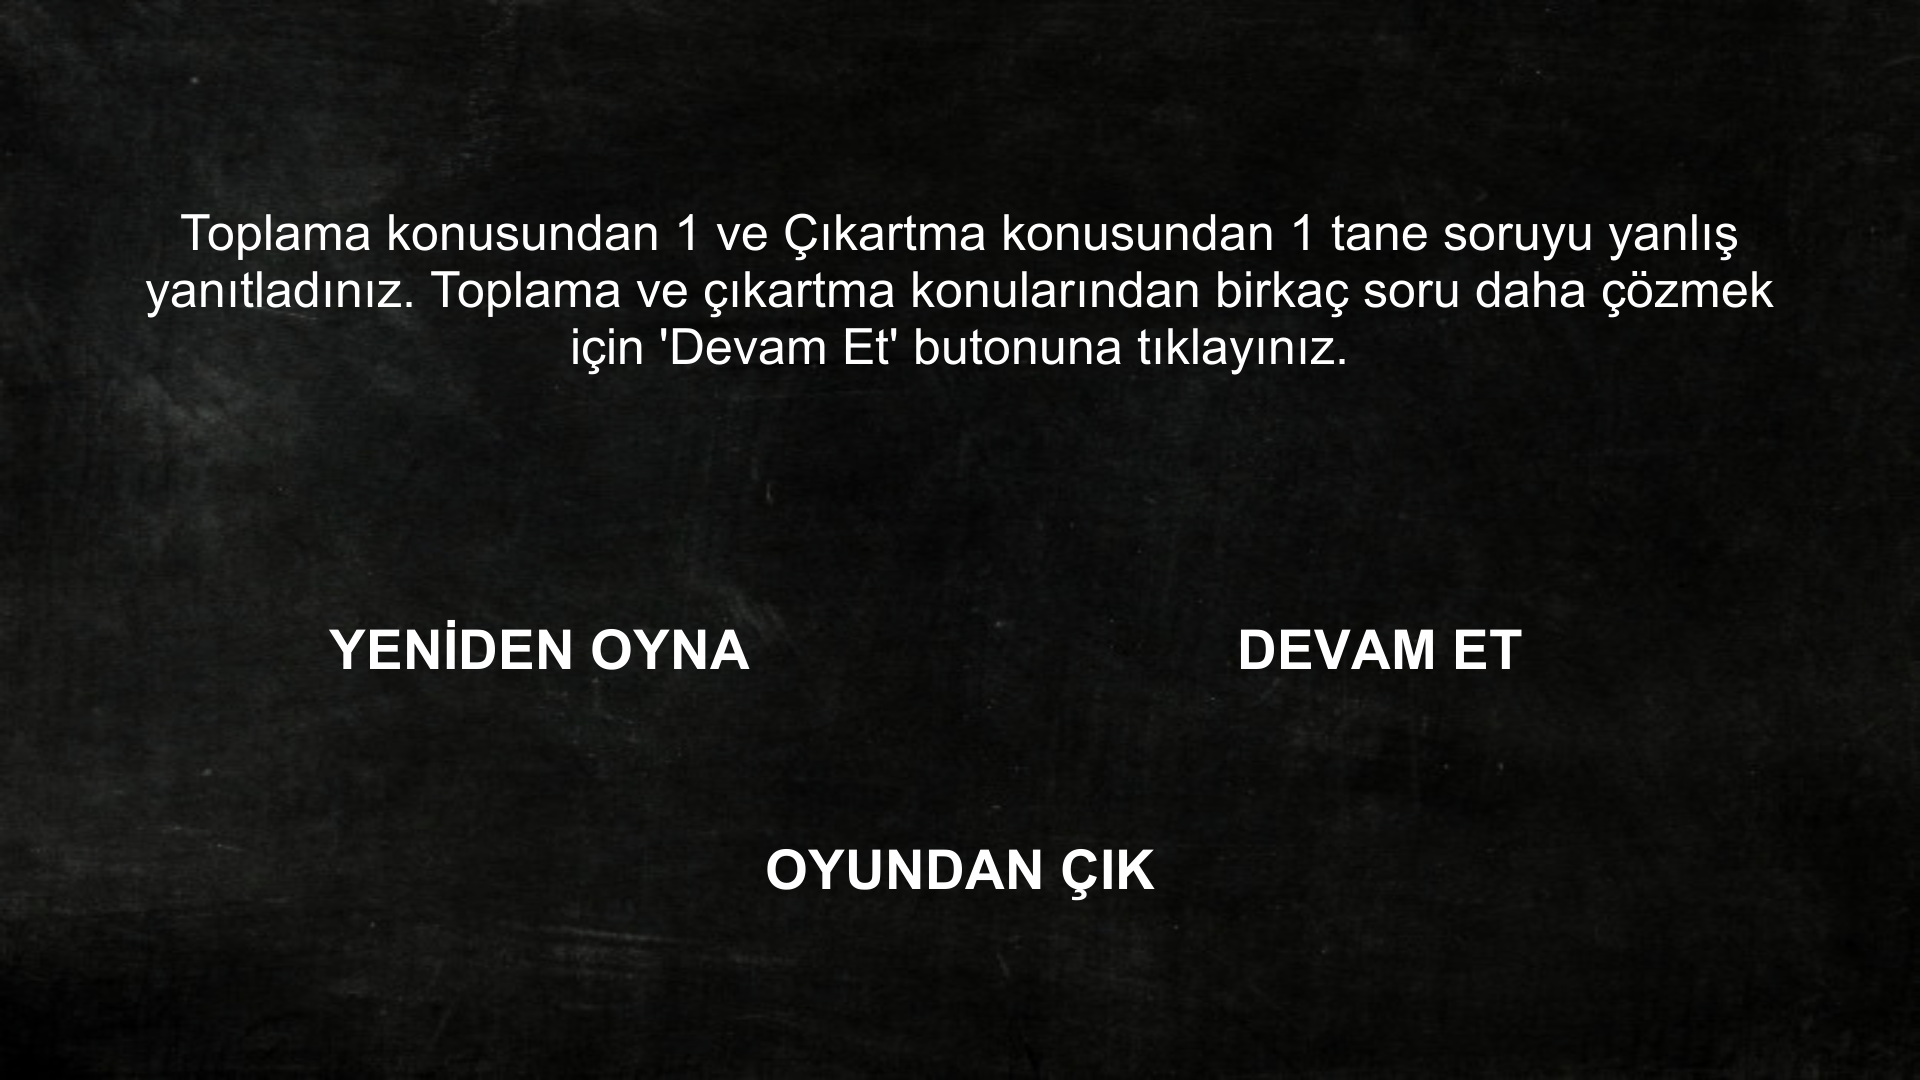 Toplama konusundan 1 ve Çıkartma konusundan 1 tane soruyu yanlış
yanıtladınız. Toplama ve çıkartma konularından birkaç soru daha çözmek
için 'Devam Et' butonuna tıklayınız.
YENİDEN OYNA
DEVAM ET
OYUNDAN ÇIK